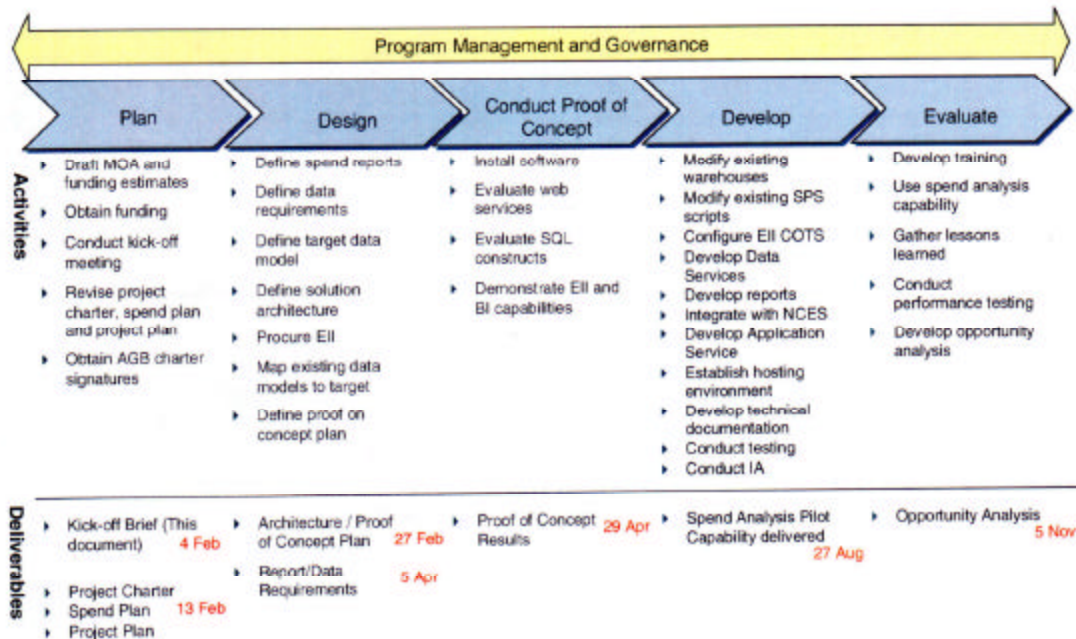 Program Management and Governance
Plan
Design
Conduct Proof of
Concept
Develop
Evaluate
Activities
Draft MOA and
funding estimates
Obtain funding
Conduct kick-off
meeting
Revise project
charter, spend plan
and project plan
Obtain AGB charter
signatures
Define spend reports
Define data
requirements
Define target data
model
Define solution
architecture
Procure EII
Map existing data
models to target
Define proof on
concept plan
Install software
Evaluate web
services
Evaluate SQL
constructs
Demonstrate EII and
BI capabilities
Modify existing
warehouses
Modify existing SPS
scripts
Configure EII COTS
Develop Data
Services
Develop reports
Integrate with NCES
Develop Application
Service
Establish hosting
environment
Develop technical
documentation
Conduct testing
Conduct IA
Develop training
Use spend analysis
capability
Gather lessons
learned
Conduct
performance testing
Develop opportunity
analysis
Deliverables
Kick-off Brief (This
document) 4 Feb
Project Charter
Spend Plan 13 Feb
Project Plan
Architecture / Proof
of Concept Plan 27 Feb
Report/Data 5 Apr
Requirements
Proof of Concept 29 Apr
Results
Spend Analysis Pilot
Capability delivered
27 Aug
Opportunity Analysis
5 Nov